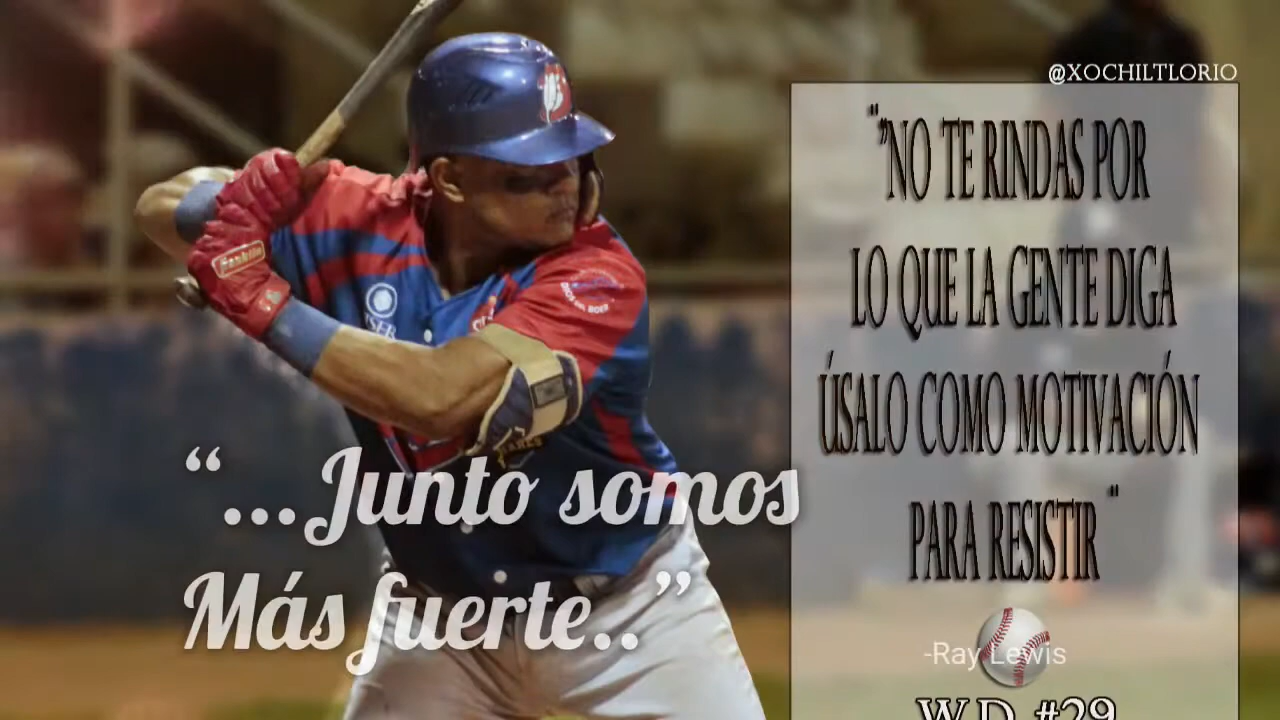 @XOCHILTLORIO
"”NO TE RINDAS POR
LO QUE LA GENTE DIGA
ÚSALO COMO MOTIVACIÓN
PARA RESISTIR "
-Ray Lewis
W.D #29
“...Junto somos
Más fuerte..”
Franklin